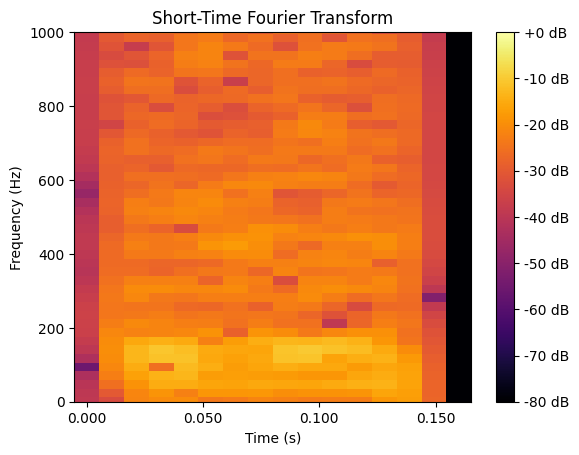 Short-Time Fourier Transform
1000
800
600
400
200
0
Frequency (Hz)
0.000
0.050
0.100
0.150
Time (s)
+0 dB
-10 dB
-20 dB
-30 dB
-40 dB
-50 dB
-60 dB
-70 dB
-80 dB